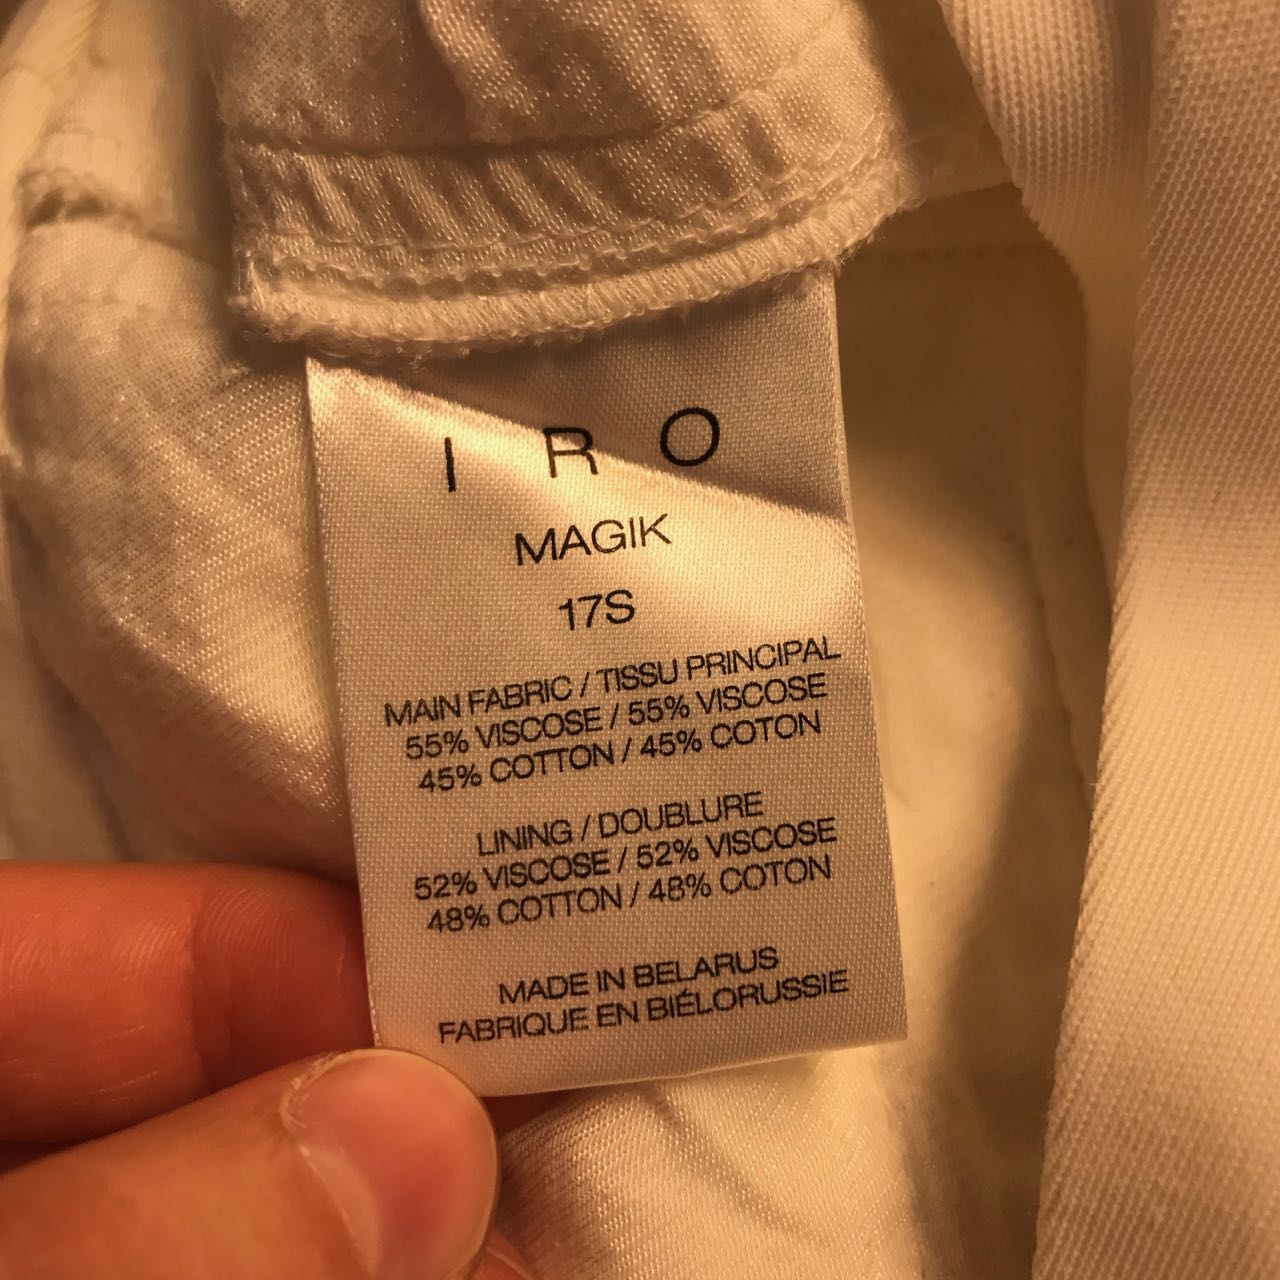 IRO
MAGIK
17S
MAIN FABRIC / TISSU PRINCIPAL
55% VISCOSE / 55% VISCOSE
45% COTTON / 45% COTON
LINING / DOUBLURE
52% VISCOSE / 52% VISCOSE
48% COTTON / 48% COTON
MADE IN BELARUS
FABRIQUE EN BIÉLORUSSIE